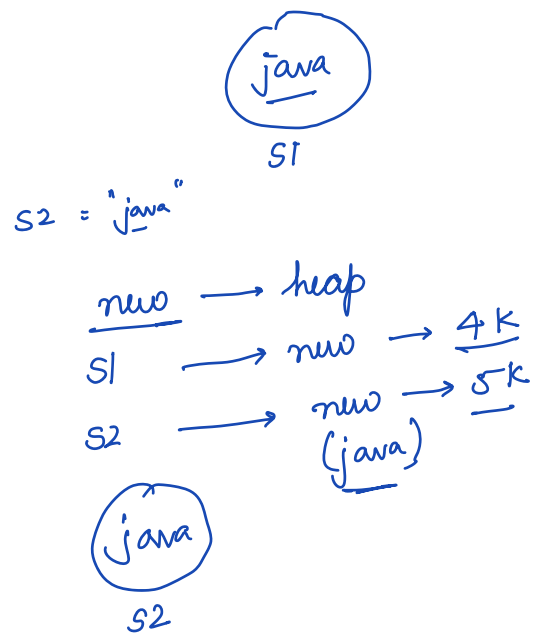 java
S1
S2 = "java"
new → heap
S1 → new → 4K
S2 → new → 5K
(java)
java
S2